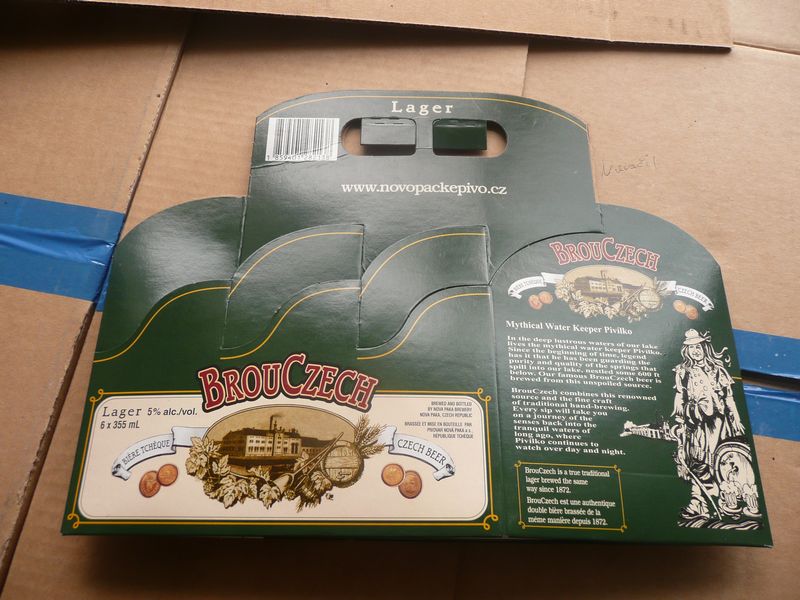 Lager
www.novopackepivo.cz
BROUCZECH
Lager 5% alc./vol.
6 x 355 mL
BREWED AND BOTTLED
BY NOVA PAKA BREWERY
NOVA PAKA, CZECH REPUBLIC
BRASSÉE ET MISE EN BOUTEILLE PAR
PIVOVAR NOVÁ PAKA a.s.
RÉPUBLIQUE TCHÈQUE
BIÈRE TCHÈQUE
CZECH BEER
BROUCZECH
BIÈRE TCHÈQUE
CZECH BEER
Mythical Water Keeper Pivilko
In the deep lustrous waters of our lake
lives the mythical water keeper Pivilko.
Since the beginning of time, legend
has it that he has been guarding the
purity and quality of the springs that
spill into our lake, nestled some 600 ft
below. Our famous BrouCzech beer is
brewed from this unspoiled source.
BrouCzech combines this renowned
source and the fine craft
of traditional hand-brewing.
Every sip will take you
on a journey of the
senses back into the
tranquil waters of
long ago, where
Pivilko continues to
watch over day and night.
BrouCzech is a true traditional
lager brewed the same
way since 1872.
BrouCzech est une authentique
double bière brassée de la
même manière depuis 1872.